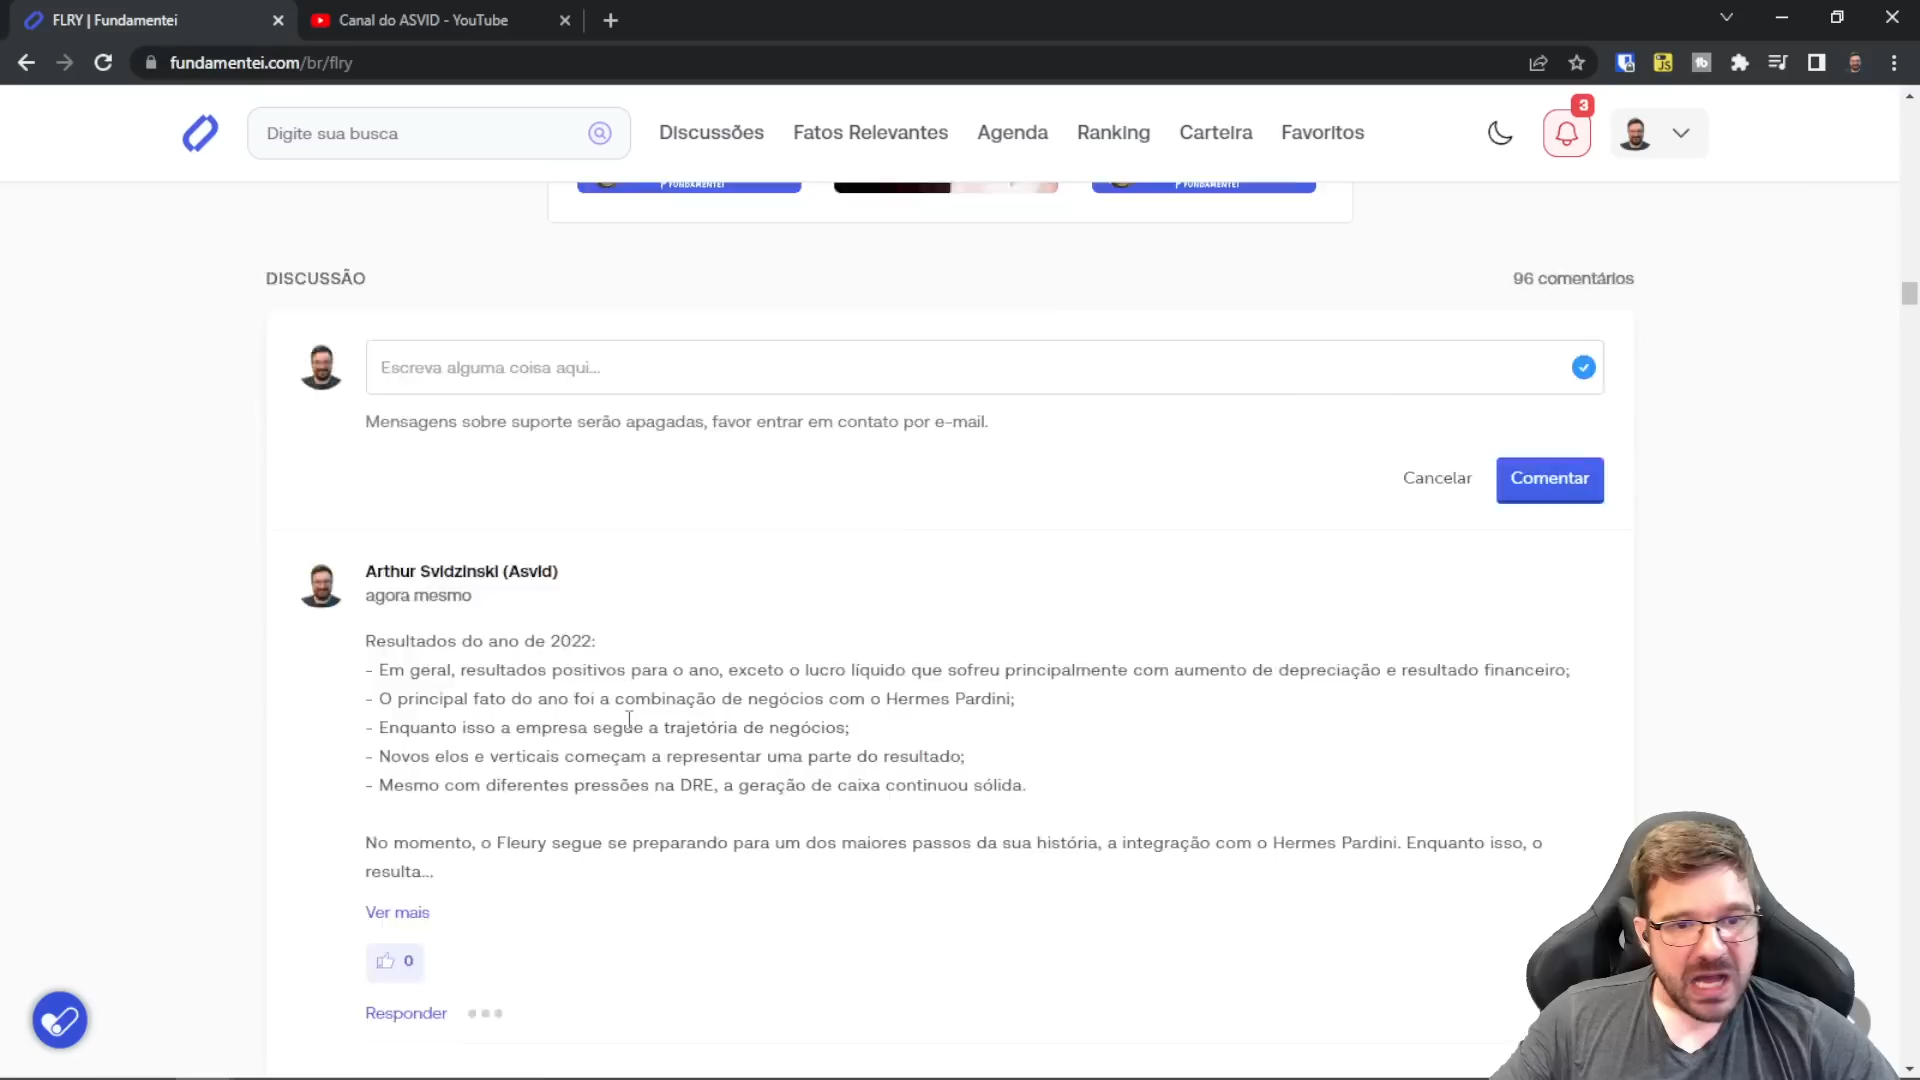 FLRY | Fundamentei
Canal do ASVID - YouTube
fundamentei.com/br/flry
Digite sua busca
Discussões
Fatos Relevantes
Agenda
Ranking
Carteira
Favoritos
3
FUNDAMENTEI
FUNDAMENTEI
DISCUSSÃO
96 comentários
Escreva alguma coisa aqui...
Mensagens sobre suporte serão apagadas, favor entrar em contato por e-mail.
Cancelar
Comentar
Arthur Svidzinski (Asvid)
agora mesmo
Resultados do ano de 2022:
- Em geral, resultados positivos para o ano, exceto o lucro líquido que sofreu principalmente com aumento de depreciação e resultado financeiro;
- O principal fato do ano foi a combinação de negócios com o Hermes Pardini;
- Enquanto isso a empresa segue a trajetória de negócios;
- Novos elos e verticais começam a representar uma parte do resultado;
- Mesmo com diferentes pressões na DRE, a geração de caixa continuou sólida.
No momento, o Fleury segue se preparando para um dos maiores passos da sua história, a integração com o Hermes Pardini. Enquanto isso, o
resulta...
Ver mais
0
Responder